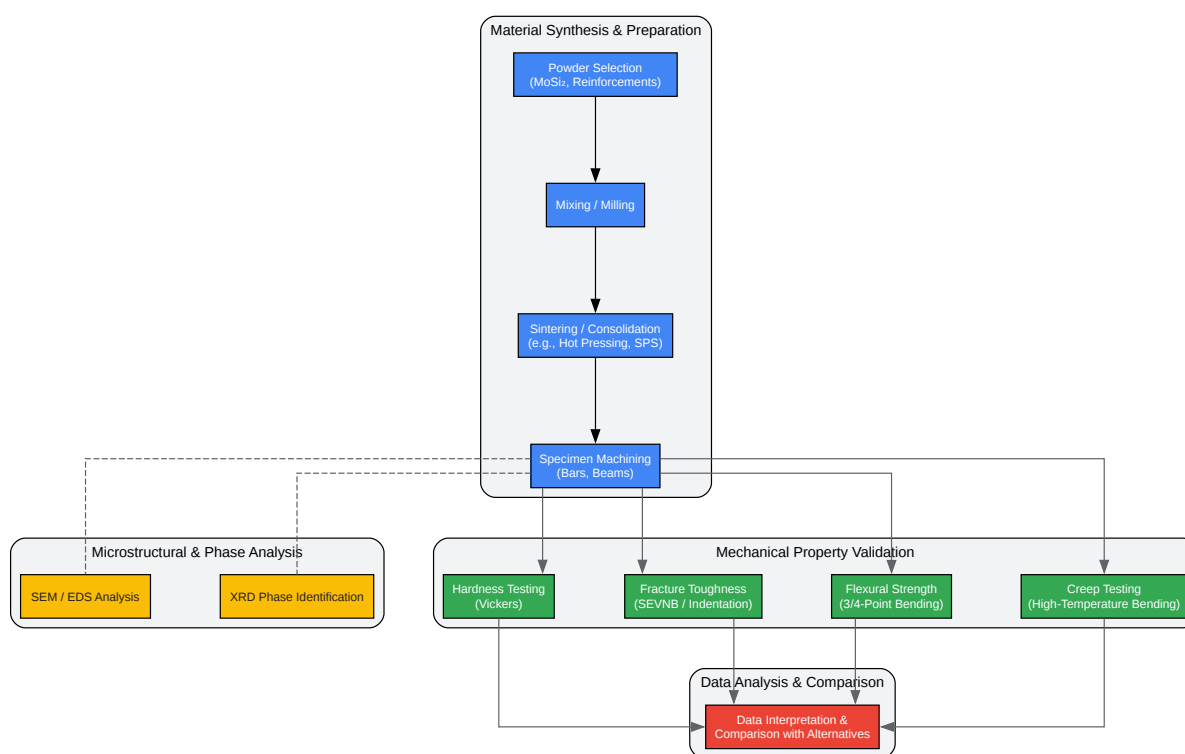 Material Synthesis & Preparation
Powder Selection
(MoSi₂, Reinforcements)
Mixing / Milling
Sintering / Consolidation
(e.g., Hot Pressing, SPS)
Specimen Machining
(Bars, Beams)
Microstructural & Phase Analysis
SEM / EDS Analysis
XRD Phase Identification
Mechanical Property Validation
Hardness Testing
(Vickers)
Fracture Toughness
(SEVNB / Indentation)
Flexural Strength
(3/4-Point Bending)
Creep Testing
(High-Temperature Bending)
Data Analysis & Comparison
Data Interpretation &
Comparison with Alternatives